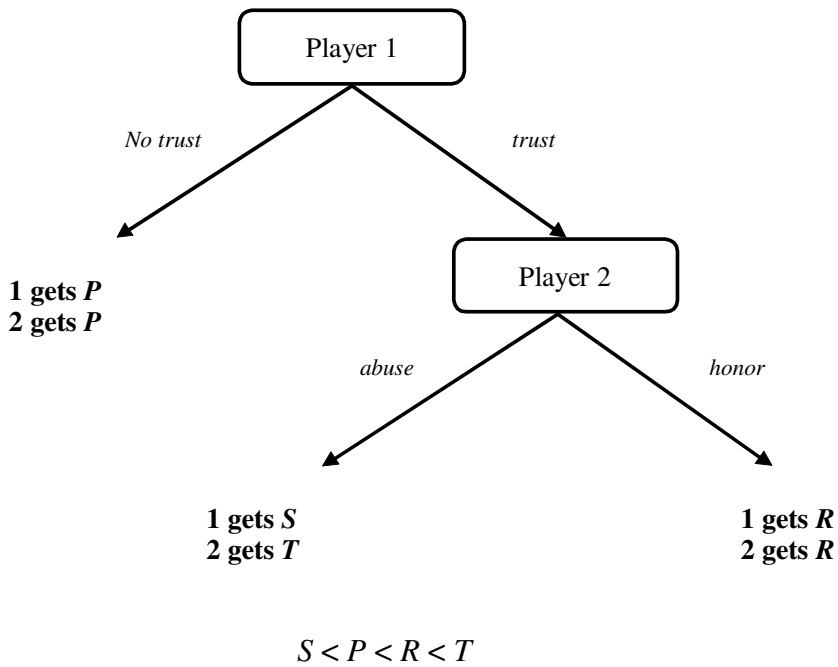 Player 1
No trust
trust
1 gets P
2 gets P
Player 2
abuse
honor
1 gets S
2 gets T
1 gets R
2 gets R
S < P < R < T